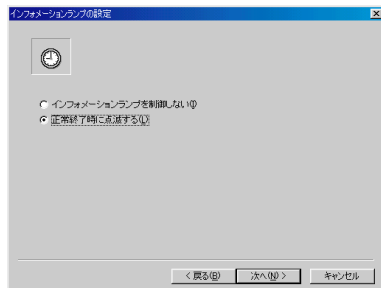 インフォメーションランプの設定
インフォメーションランプを制御しない(I)
正常終了時に点滅する(L)
< 戻る(B)
次へ(N) >
キャンセル